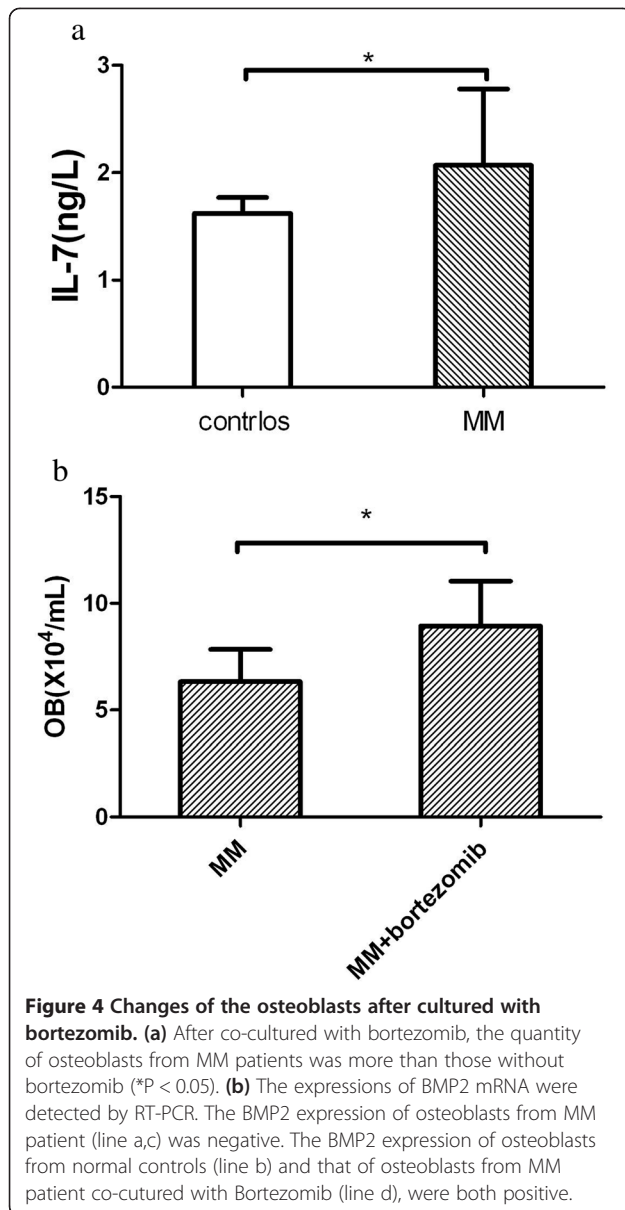 a
*
3
2
1
0
IL-7(ng/L)
contrlos
MM
b
*
15
10
5
0
OB(X10⁴/mL)
MM
MM+bortezomib
Figure 4 Changes of the osteoblasts after cultured with
bortezomib. (a) After co-cultured with bortezomib, the quantity
of osteoblasts from MM patients was more than those without
bortezomib (*P < 0.05). (b) The expressions of BMP2 mRNA were
detected by RT-PCR. The BMP2 expression of osteoblasts from MM
patient (line a,c) was negative. The BMP2 expression of osteoblasts
from normal controls (line b) and that of osteoblasts from MM
patient co-cutured with Bortezomib (line d), were both positive.